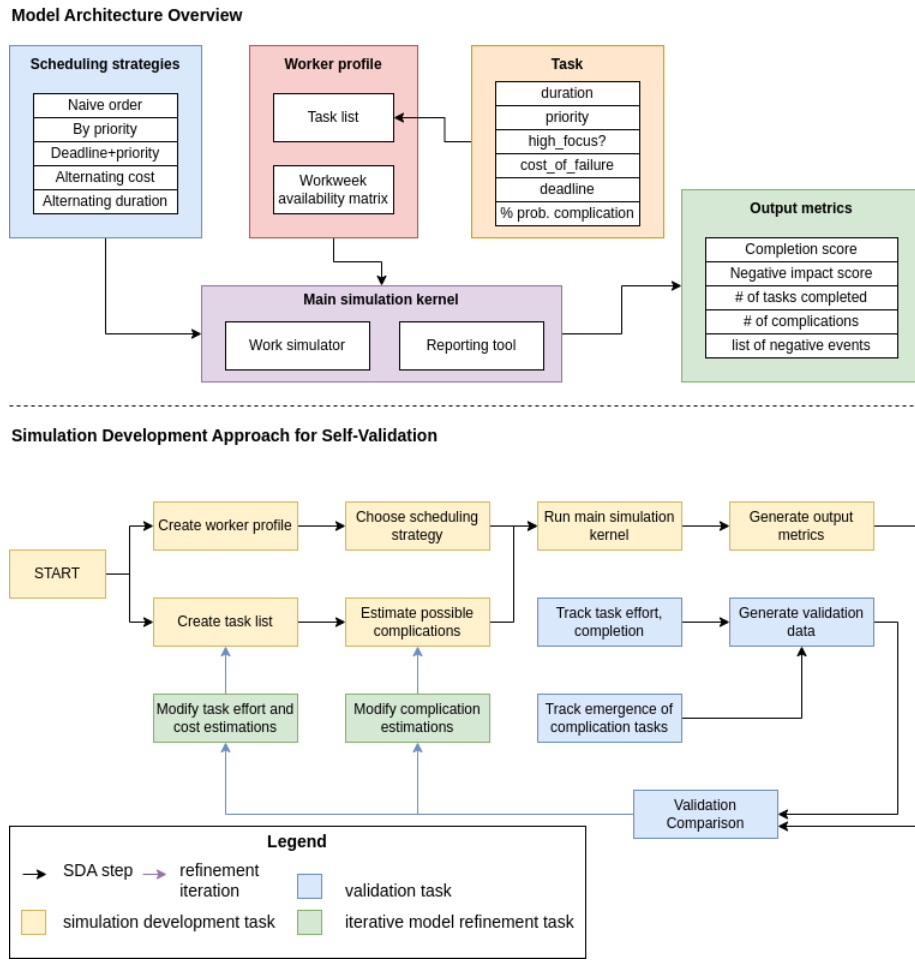 Model Architecture Overview
Scheduling strategies
Naive order
By priority
Deadline+priority
Alternating cost
Alternating duration
Worker profile
Task list
Workweek
availability matrix
Task
duration
priority
high_focus?
cost_of_failure
deadline
% prob. complication
Output metrics
Completion score
Negative impact score
# of tasks completed
# of complications
list of negative events
Main simulation kernel
Work simulator
Reporting tool
Simulation Development Approach for Self-Validation
START
Create worker profile
Choose scheduling
strategy
Run main simulation
kernel
Generate output
metrics
Create task list
Estimate possible
complications
Track task effort,
completion
Generate validation
data
Modify task effort and
cost estimations
Modify complication
estimations
Track emergence of
complication tasks
Validation
Comparison
Legend
SDA step
refinement
iteration
validation task
simulation development task
iterative model refinement task